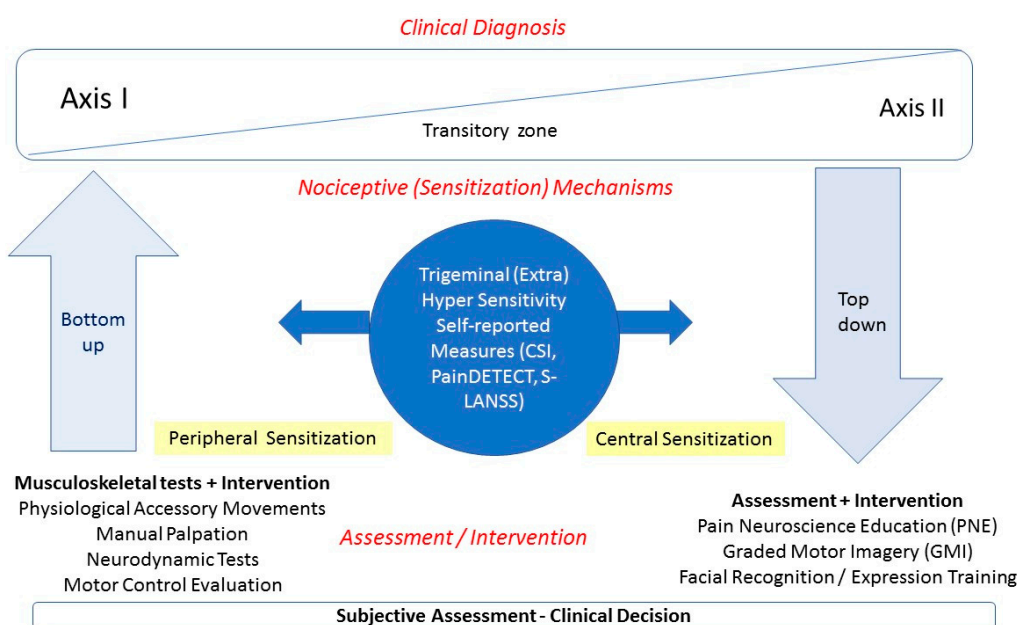 Clinical Diagnosis
Axis I
Axis II
Transitory zone
Nociceptive (Sensitization) Mechanisms
Trigeminal (Extra)
Hyper Sensitivity
Self-reported
Measures (CSI,
PainDETECT, S-
LANSS)
Bottom
up
Top
down
Peripheral Sensitization
Central Sensitization
Musculoskeletal tests + Intervention
Physiological Accessory Movements
Manual Palpation
Neurodynamic Tests
Motor Control Evaluation
Assessment / Intervention
Assessment + Intervention
Pain Neuroscience Education (PNE)
Graded Motor Imagery (GMI)
Facial Recognition / Expression Training
Subjective Assessment - Clinical Decision